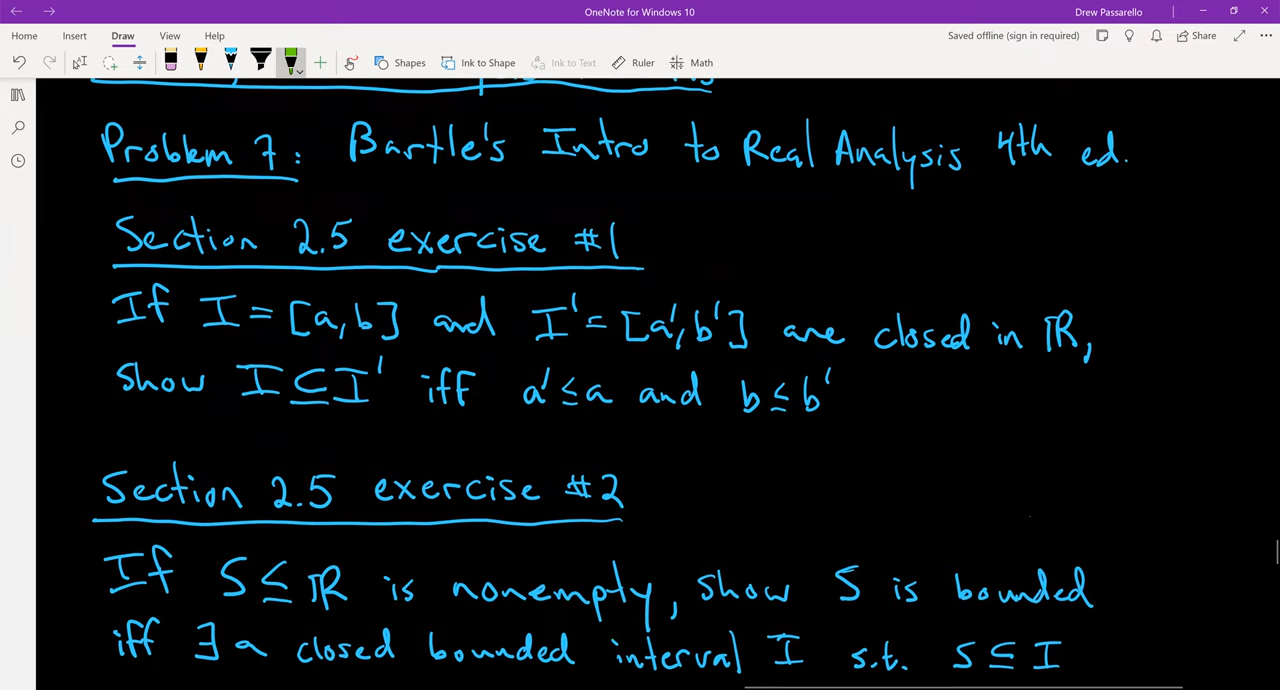 OneNote for Windows 10
Drew Passarello
Home Insert Draw View Help
Saved offline (sign in required) Share
Shapes Ink to Shape Ink to Text Ruler Math
Problem 7: Bartle's Intro to Real Analysis 4th ed.
Section 2.5 exercise #1
If I = [a,b] and I' = [a',b'] are closed in ℝ,
show I ⊆ I' iff a' ≤ a and b ≤ b'
Section 2.5 exercise #2
If S ⊆ ℝ is nonempty, show S is bounded
iff ∃ a closed bounded interval I s.t. S ⊆ I